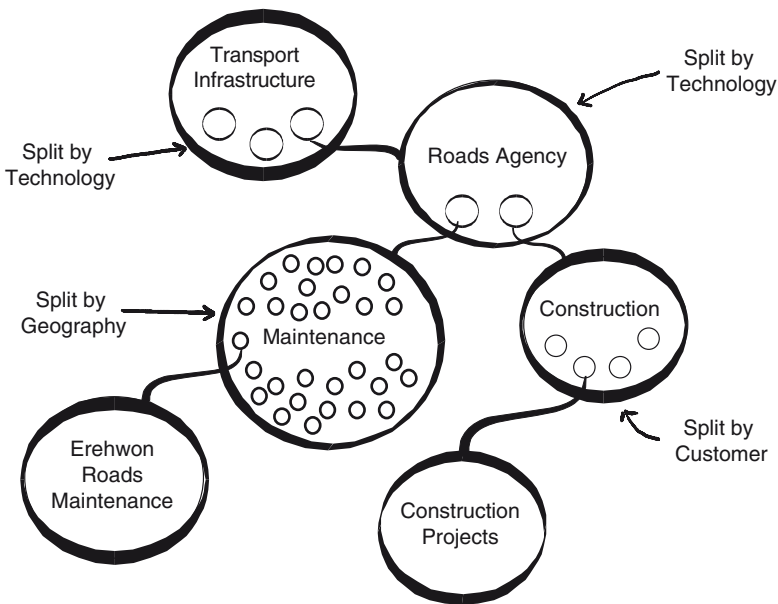 Transport
Infrastructure
Split by
Technology
Roads Agency
Split by
Technology
Split by
Geography
Maintenance
Construction
Erehwon
Roads
Maintenance
Split by
Customer
Construction
Projects